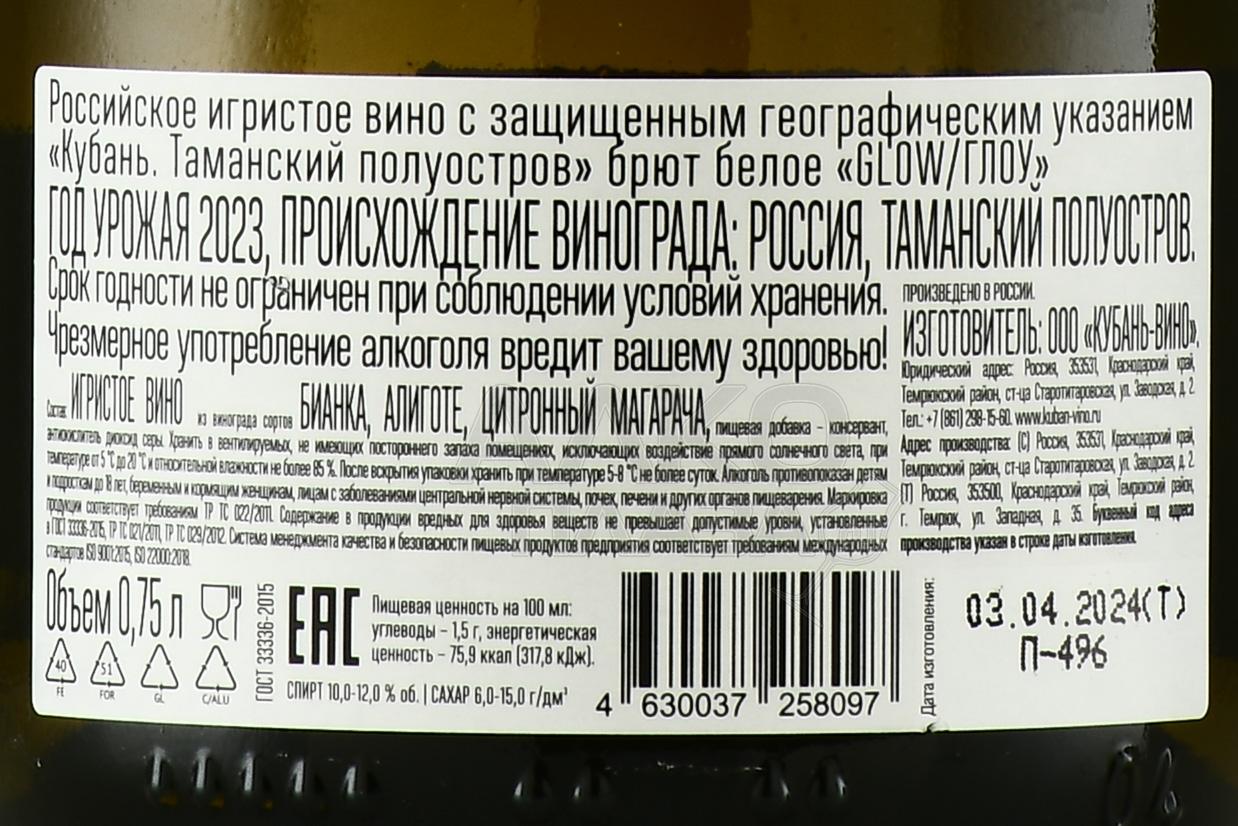 Российское игристое вино с защищенным географическим указанием
«Кубань. Таманский полуостров» брют белое «GLOW/ГЛОУ»
ГОД УРОЖАЯ 2023, ПРОИСХОЖДЕНИЕ ВИНОГРАДА: РОССИЯ, ТАМАНСКИЙ ПОЛУОСТРОВ.
Срок годности не ограничен при соблюдении условий хранения.
Чрезмерное употребление алкоголя вредит вашему здоровью!
Состав: ИГРИСТОЕ ВИНО из винограда сортов БИАНКА, АЛИГОТЕ, ЦИТРОННЫЙ МАГАРАЧА, пищевая добавка - консервант,
антиокислитель диоксид серы. Хранить в вентилируемых, не имеющих постороннего запаха помещениях, исключающих воздействие прямого солнечного света, при
температуре от 5 °С до 20 °С и относительной влажности не более 85 %. После вскрытия упаковки хранить при температуре 5-8 °С не более суток. Алкоголь противопоказан детям
и подросткам до 18 лет, беременным и кормящим женщинам, лицам с заболеваниями центральной нервной системы, почек, печени и других органов пищеварения. Маркировка
продукции соответствует требованиям ТР ТС 022/2011. Содержание в продукции вредных для здоровья веществ не превышает допустимые уровни, установленные
в ГОСТ 33336-2015, ТР ТС 021/2011, ТР ТС 029/2012. Система менеджмента качества и безопасности пищевых продуктов предприятия соответствует требованиям международных
стандартов ISO 9001:2015, ISO 22000:2018.
ПРОИЗВЕДЕНО В РОССИИ.
ИЗГОТОВИТЕЛЬ: ООО «КУБАНЬ-ВИНО».
Юридический адрес: Россия, 353531, Краснодарский край,
Темрюкский район, ст-ца Старотитаровская, ул. Заводская, д. 2.
Тел.: +7 (861) 298-15-60. www.kuban-vino.ru
Адрес производства: (С) Россия, 353531, Краснодарский край,
Темрюкский район, ст-ца Старотитаровская, ул. Заводская, д. 2.
(Т) Россия, 353500, Краснодарский край, Темрюкский район,
г. Темрюк, ул. Западная, д. 35. Буквенный код адреса
производства указан в строке даты изготовления.
Объем 0,75 л
40
FE
51
FOR
GL
C/ALU
ГОСТ 33336-2015
ЕАС
Пищевая ценность на 100 мл:
углеводы - 1,5 г, энергетическая
ценность - 75,9 ккал (317,8 кДж).
СПИРТ 10,0-12,0 % об. | САХАР 6,0-15,0 г/дм³
4 630037 258097
Дата изготовления:
03.04.2024(Т)
П-496